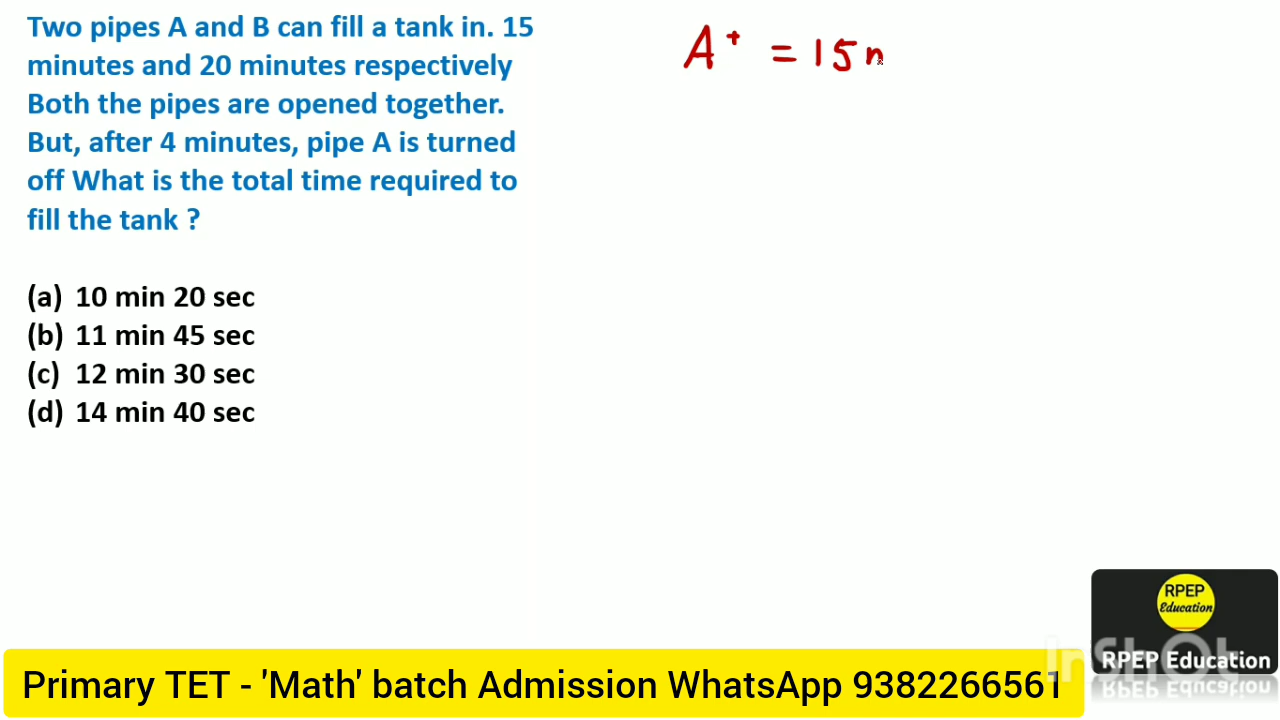 Two pipes A and B can fill a tank in. 15
minutes and 20 minutes respectively
Both the pipes are opened together.
But, after 4 minutes, pipe A is turned
off What is the total time required to
fill the tank ?
(a) 10 min 20 sec
(b) 11 min 45 sec
(c) 12 min 30 sec
(d) 14 min 40 sec
A+ = 15 n
RPEP
Education
InShOt
RPEP Education
Primary TET - 'Math' batch Admission WhatsApp 9382266561